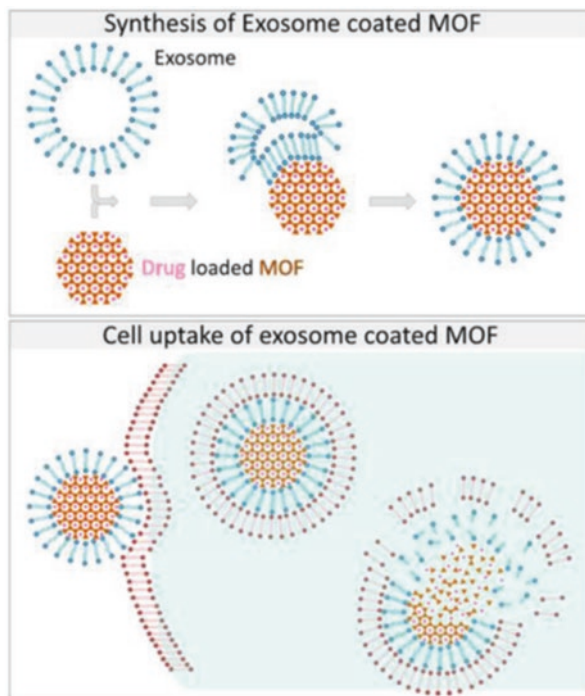 Synthesis of Exosome coated MOF
Exosome
Drug loaded MOF
Cell uptake of exosome coated MOF